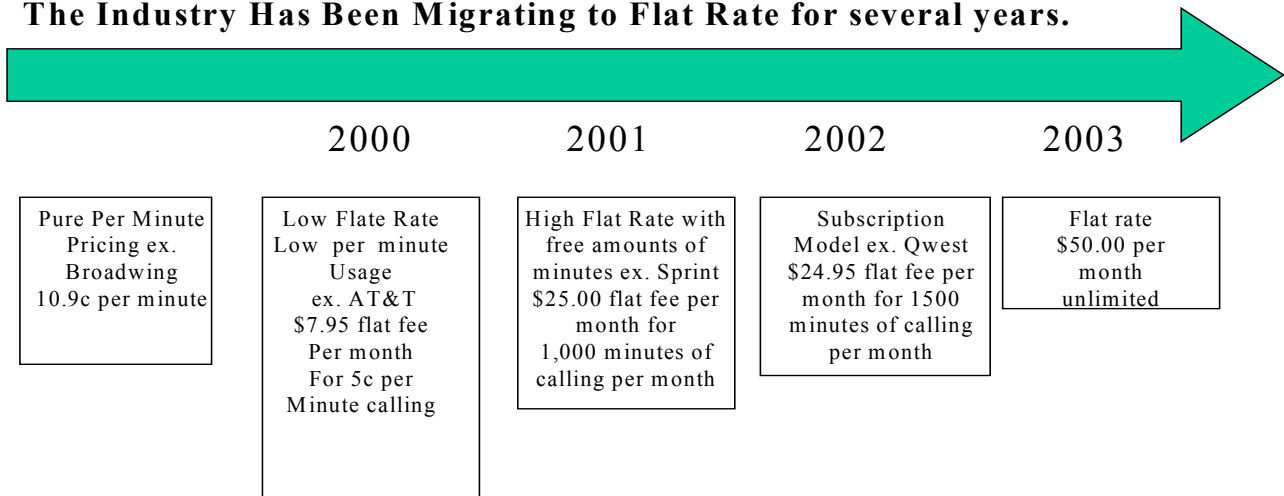 The Industry Has Been Migrating to Flat Rate for several years.
2000 2001 2002 2003
Pure Per Minute
Pricing ex.
Broadwing
10.9c per minute
Low Flate Rate
Low per minute
Usage
ex. AT&T
$7.95 flat fee
Per month
For 5c per
Minute calling
High Flat Rate with
free amounts of
minutes ex. Sprint
$25.00 flat fee per
month for
1,000 minutes of
calling per month
Subscription
Model ex. Qwest
$24.95 flat fee per
month for 1500
minutes of calling
per month
Flat rate
$50.00 per
month
unlimited